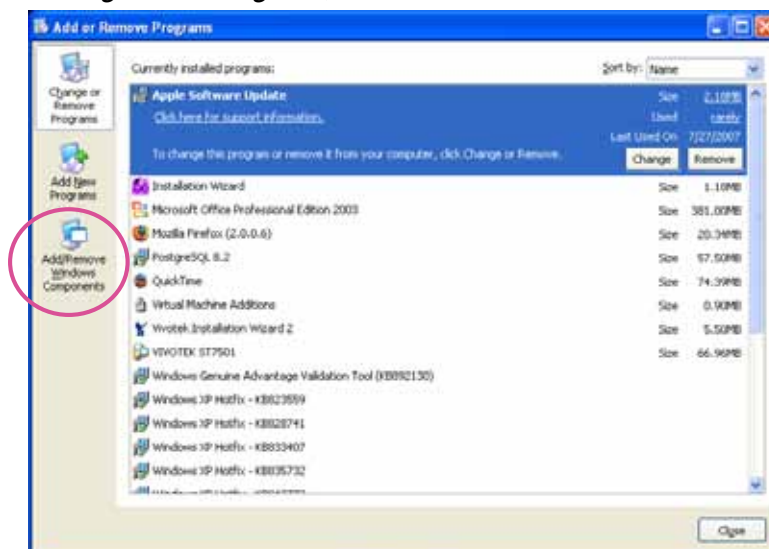 Add or Remove Programs
Change or
Remove
Programs
Add New
Programs
Add/Remove
Windows
Components
Currently installed programs:
Sort by: Name
Apple Software Update Size 2.18MB
Click here for support information. Used rarely
Last Used On 7/27/2007
To change this program or remove it from your computer, click Change or Remove.
Change Remove
Installation Wizard Size 1.10MB
Microsoft Office Professional Edition 2003 Size 381.00MB
Mozilla Firefox (2.0.0.6) Size 20.34MB
PostgreSQL 8.2 Size 57.50MB
QuickTime Size 74.39MB
Virtual Machine Additions Size 0.90MB
Vivotek Installation Wizard 2 Size 5.50MB
VIVOTEK ST7501 Size 66.96MB
Windows Genuine Advantage Validation Tool (KB892130)
Windows XP Hotfix - KB823559
Windows XP Hotfix - KB828741
Windows XP Hotfix - KB833407
Windows XP Hotfix - KB835732
Close